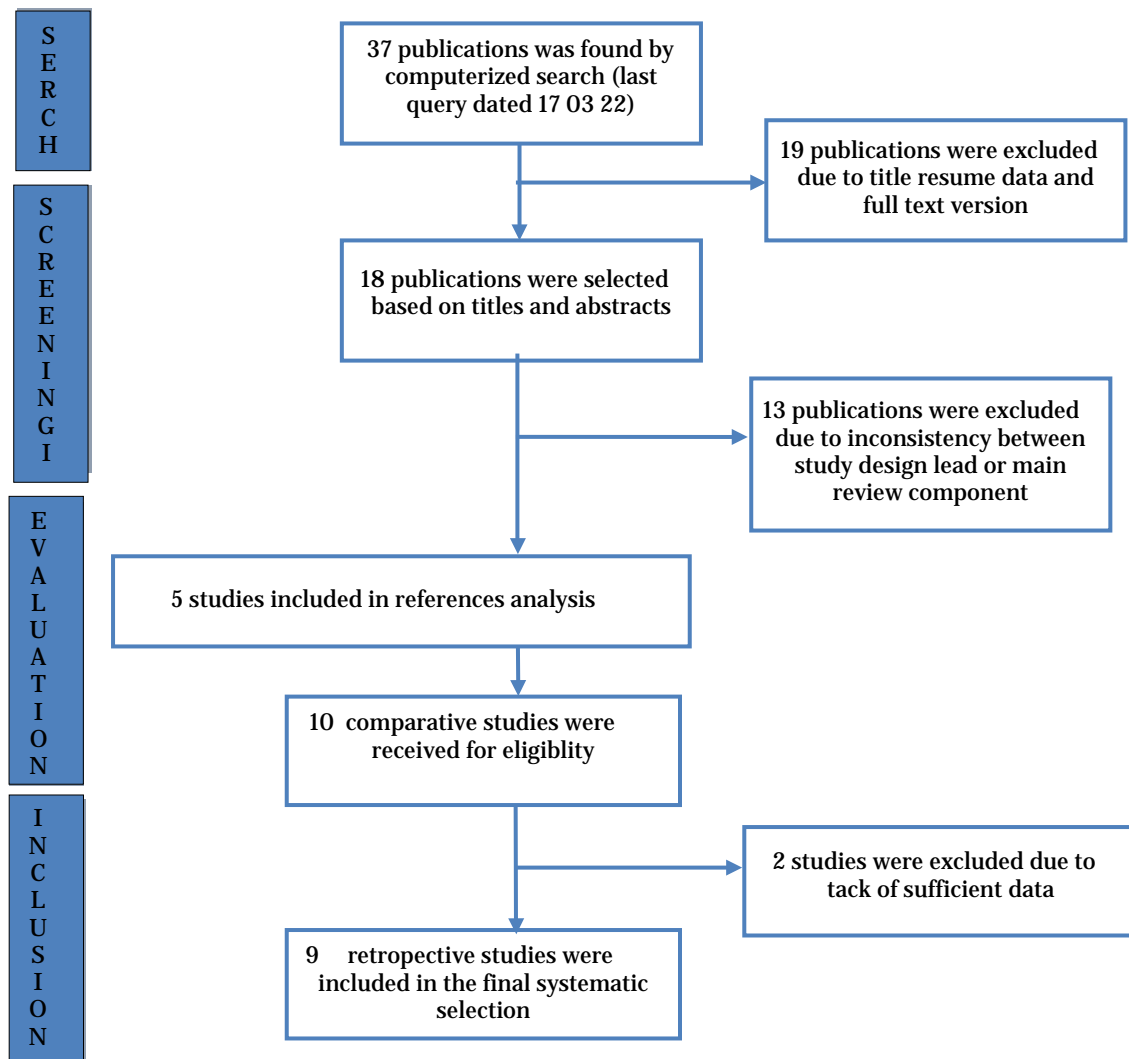 SERCH
37 publications was found by
computerized search (last
query dated 17 03 22)
19 publications were excluded
due to title resume data and
full text version
SCREENINGI
18 publications were selected
based on titles and abstracts
13 publications were excluded
due to inconsistency between
study design lead or main
review component
EVALUATION
5 studies included in references analysis
10 comparative studies were
received for eligiblity
INCLUSION
2 studies were excluded due to
tack of sufficient data
9 retropective studies were
included in the final systematic
selection